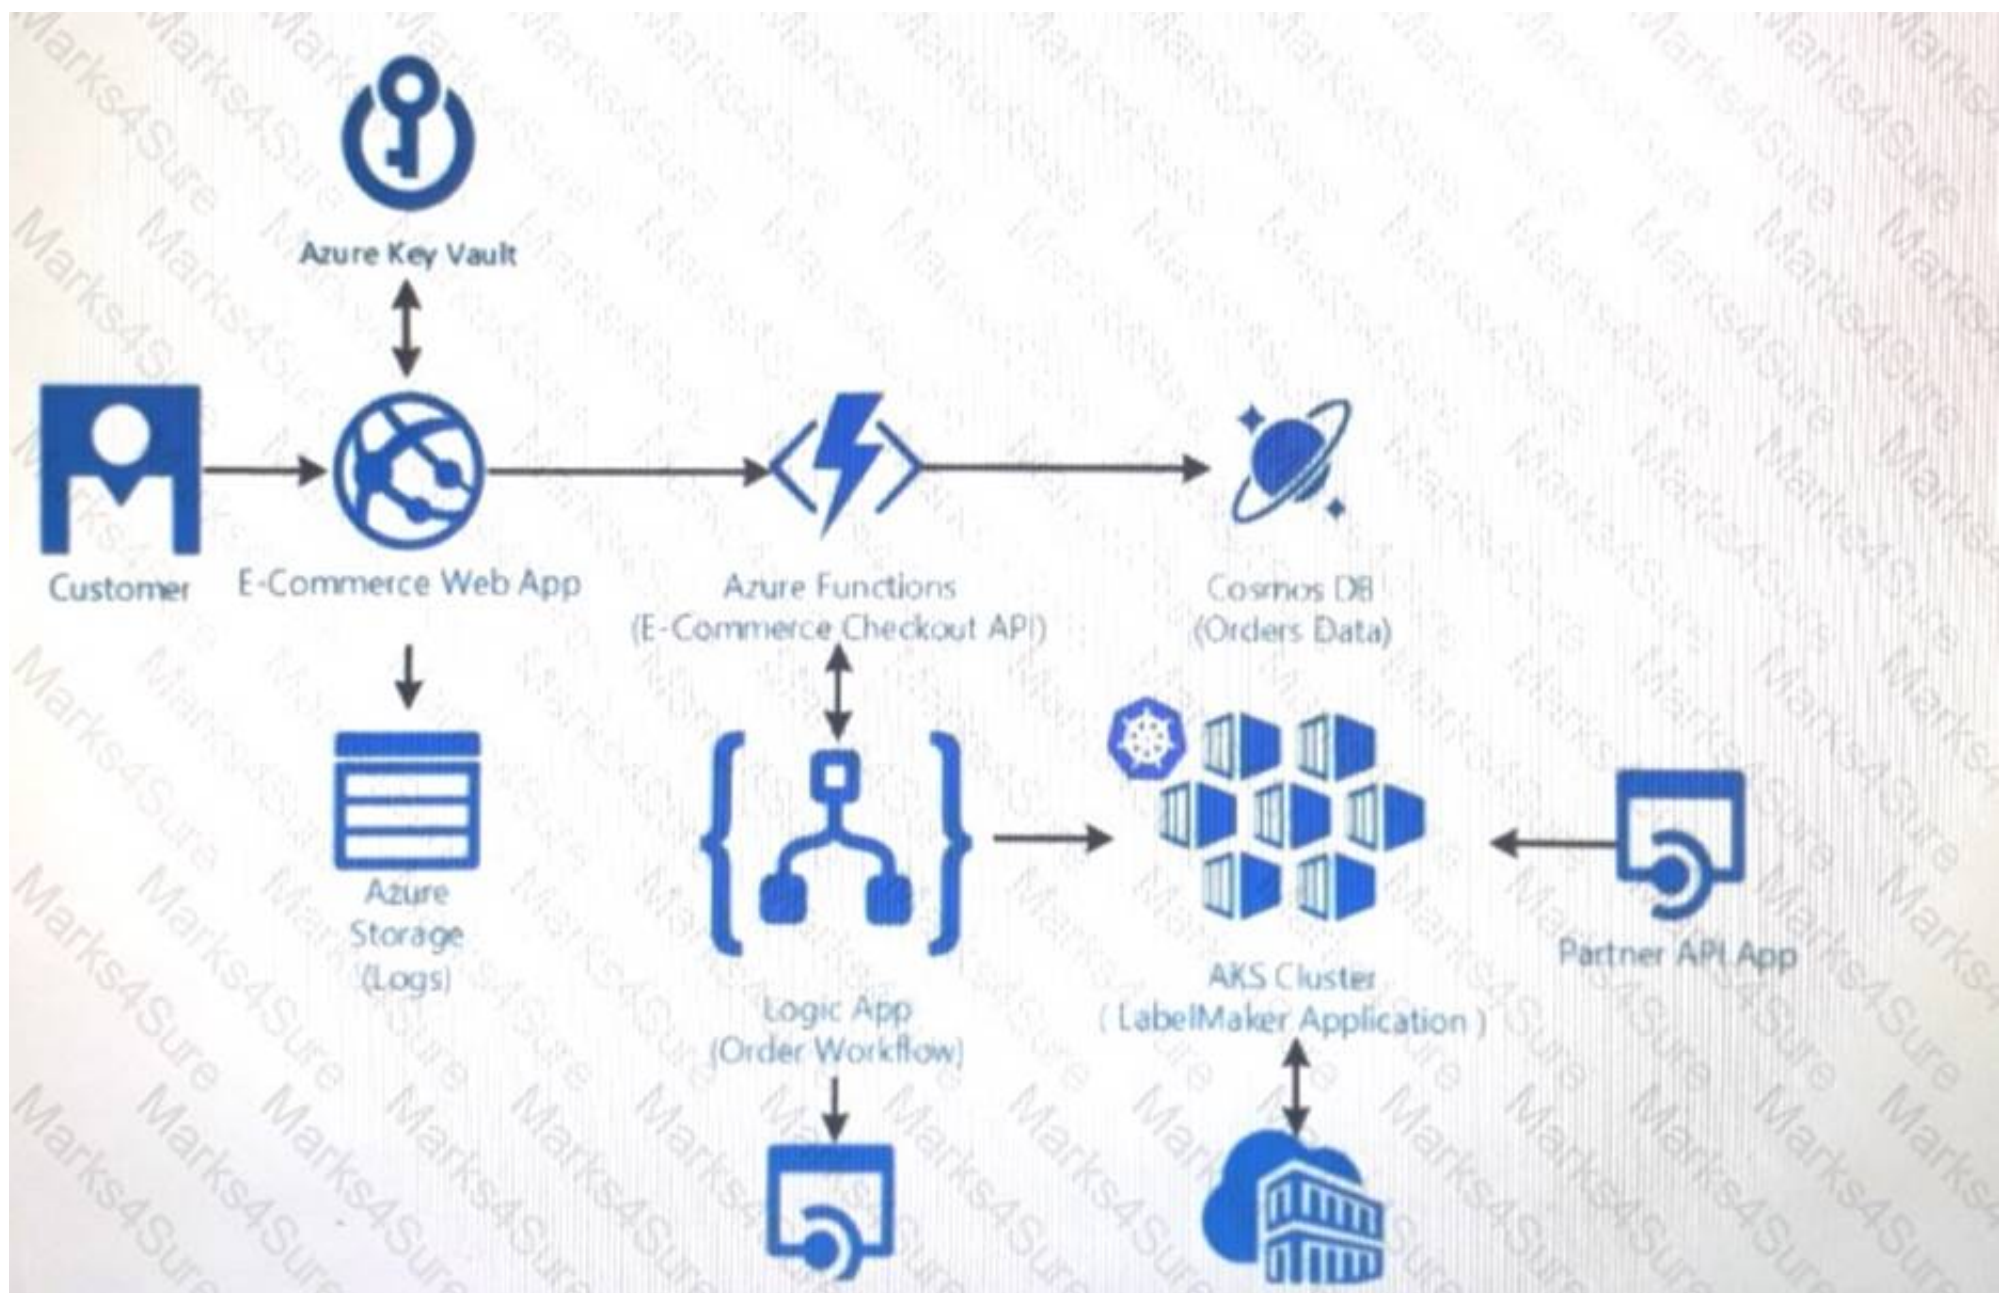 Azure Key Vault
Customer
E-Commerce Web App
Azure Functions
(E-Commerce Checkout API)
Cosmos DB
(Orders Data)
Azure
Storage
(Logs)
Logic App
(Order Workflow)
AKS Cluster
( LabelMaker Application )
Partner API App
Marks4Sure